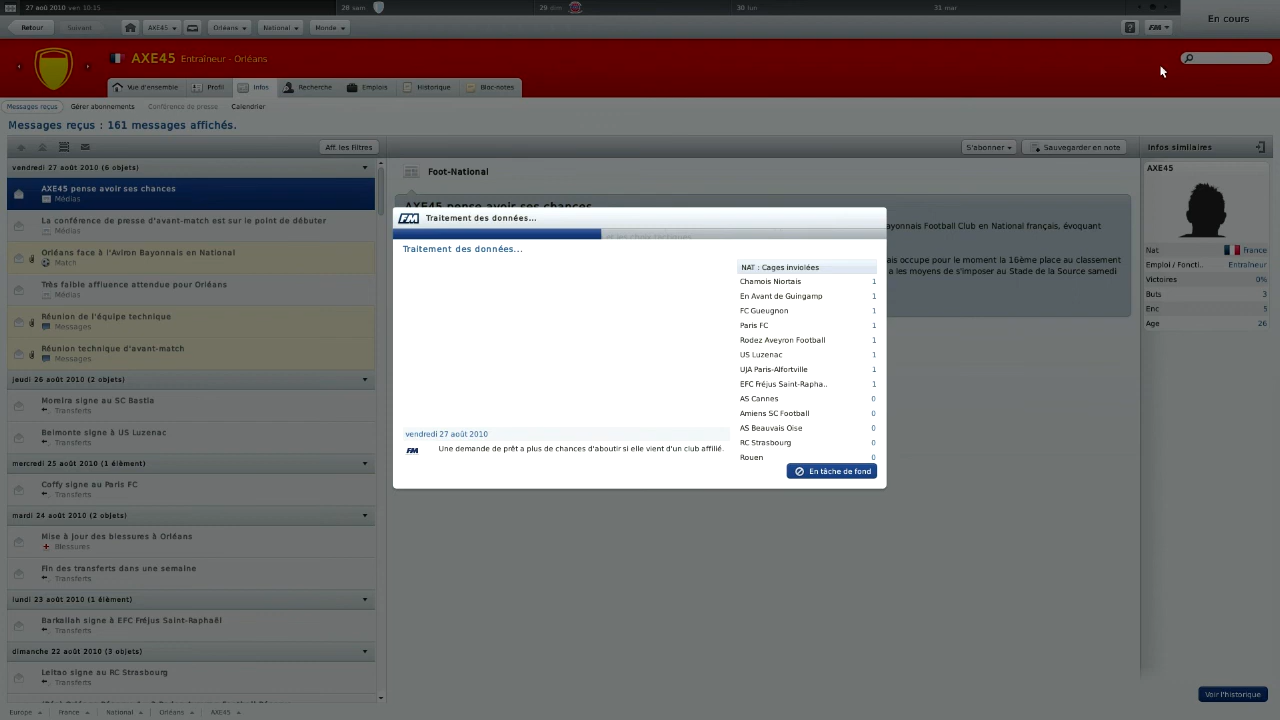 27 aoû 2010 ven 10:15
28 sam
29 dim
30 lun
31 mar
En cours
Retour
Suivant
AXE45
Orléans
National
Monde
?
FM
AXE45 Entraîneur - Orléans
Vue d'ensemble
Profil
Infos
Recherche
Emplois
Historique
Bloc-notes
Messages reçus
Gérer abonnements
Conférence de presse
Calendrier
Messages reçus : 161 messages affichés.
Aff. les Filtres
S'abonner
Sauvegarder en note
Infos similaires
vendredi 27 août 2010 (6 objets)
AXE45 pense avoir ses chances
Médias
La conférence de presse d'avant-match est sur le point de débuter
Médias
Orléans face à l'Aviron Bayonnais en National
Match
Très faible affluence attendue pour Orléans
Médias
Réunion de l'équipe technique
Messages
Réunion technique d'avant-match
Messages
jeudi 26 août 2010 (2 objets)
Moreira signe au SC Bastia
Transferts
Belmonte signe à US Luzenac
Transferts
mercredi 25 août 2010 (1 élément)
Coffy signe au Paris FC
Transferts
mardi 24 août 2010 (2 objets)
Mise à jour des blessures à Orléans
Blessures
Fin des transferts dans une semaine
Transferts
lundi 23 août 2010 (1 élément)
Barkallah signe à EFC Fréjus Saint-Raphaël
Transferts
dimanche 22 août 2010 (3 objets)
Leitao signe au RC Strasbourg
Transferts
Foot-National
AXE45 pense avoir ses chances
ayonnais Football Club en National français, évoquant
et les choix tactiques
ais occupe pour le moment la 16ème place au classement
a les moyens de s'imposer au Stade de la Source samedi
FM Traitement des données...
Traitement des données...
NAT : Cages inviolées
Chamois Niortais 1
En Avant de Guingamp 1
FC Gueugnon 1
Paris FC 1
Rodez Aveyron Football 1
US Luzenac 1
UJA Paris-Alfortville 1
EFC Fréjus Saint-Rapha.. 1
AS Cannes 0
Amiens SC Football 0
AS Beauvais Oise 0
RC Strasbourg 0
Rouen 0
vendredi 27 août 2010
FM Une demande de prêt a plus de chances d'aboutir si elle vient d'un club affilié.
En tâche de fond
AXE45
Nat France
Emploi / Foncti.. Entraîneur
Victoires 0%
Buts 3
Enc 5
Age 26
Voir l'historique
Europe
France
National
Orléans
AXE45